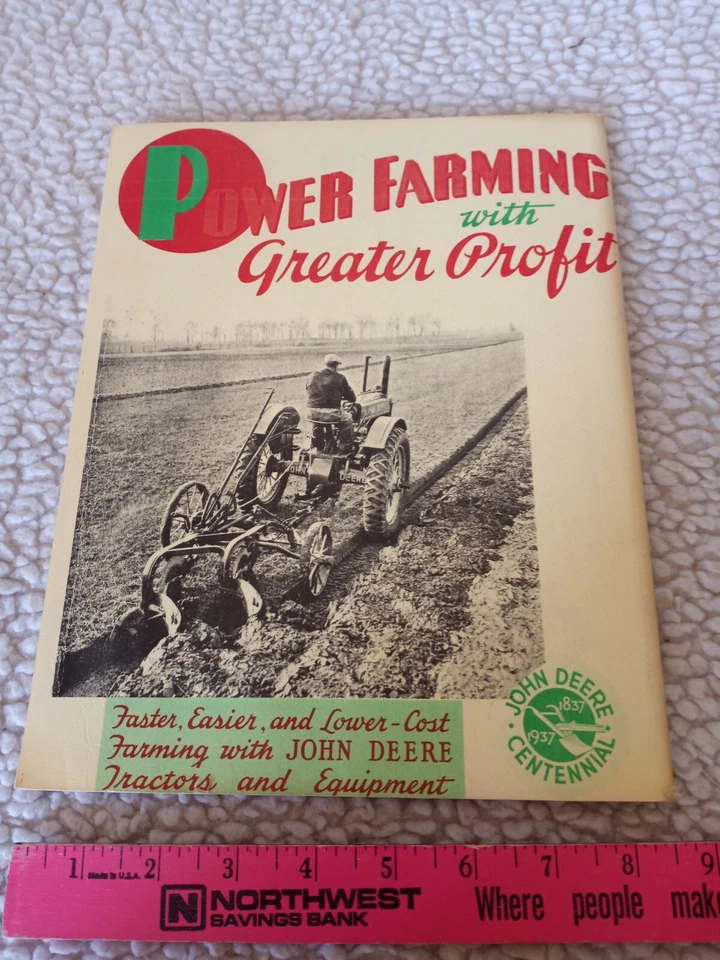 POWER FARMING
with
Greater Profit
JOHN DEERE
Faster, Easier, and Lower-Cost
Farming with JOHN DEERE
Tractors and Equipment
JOHN DEERE
1837
1937
CENTENNIAL
1 2 3 4 5 6 7 8 9
Made in U.S.A.
N NORTHWEST
SAVINGS BANK
Where people make